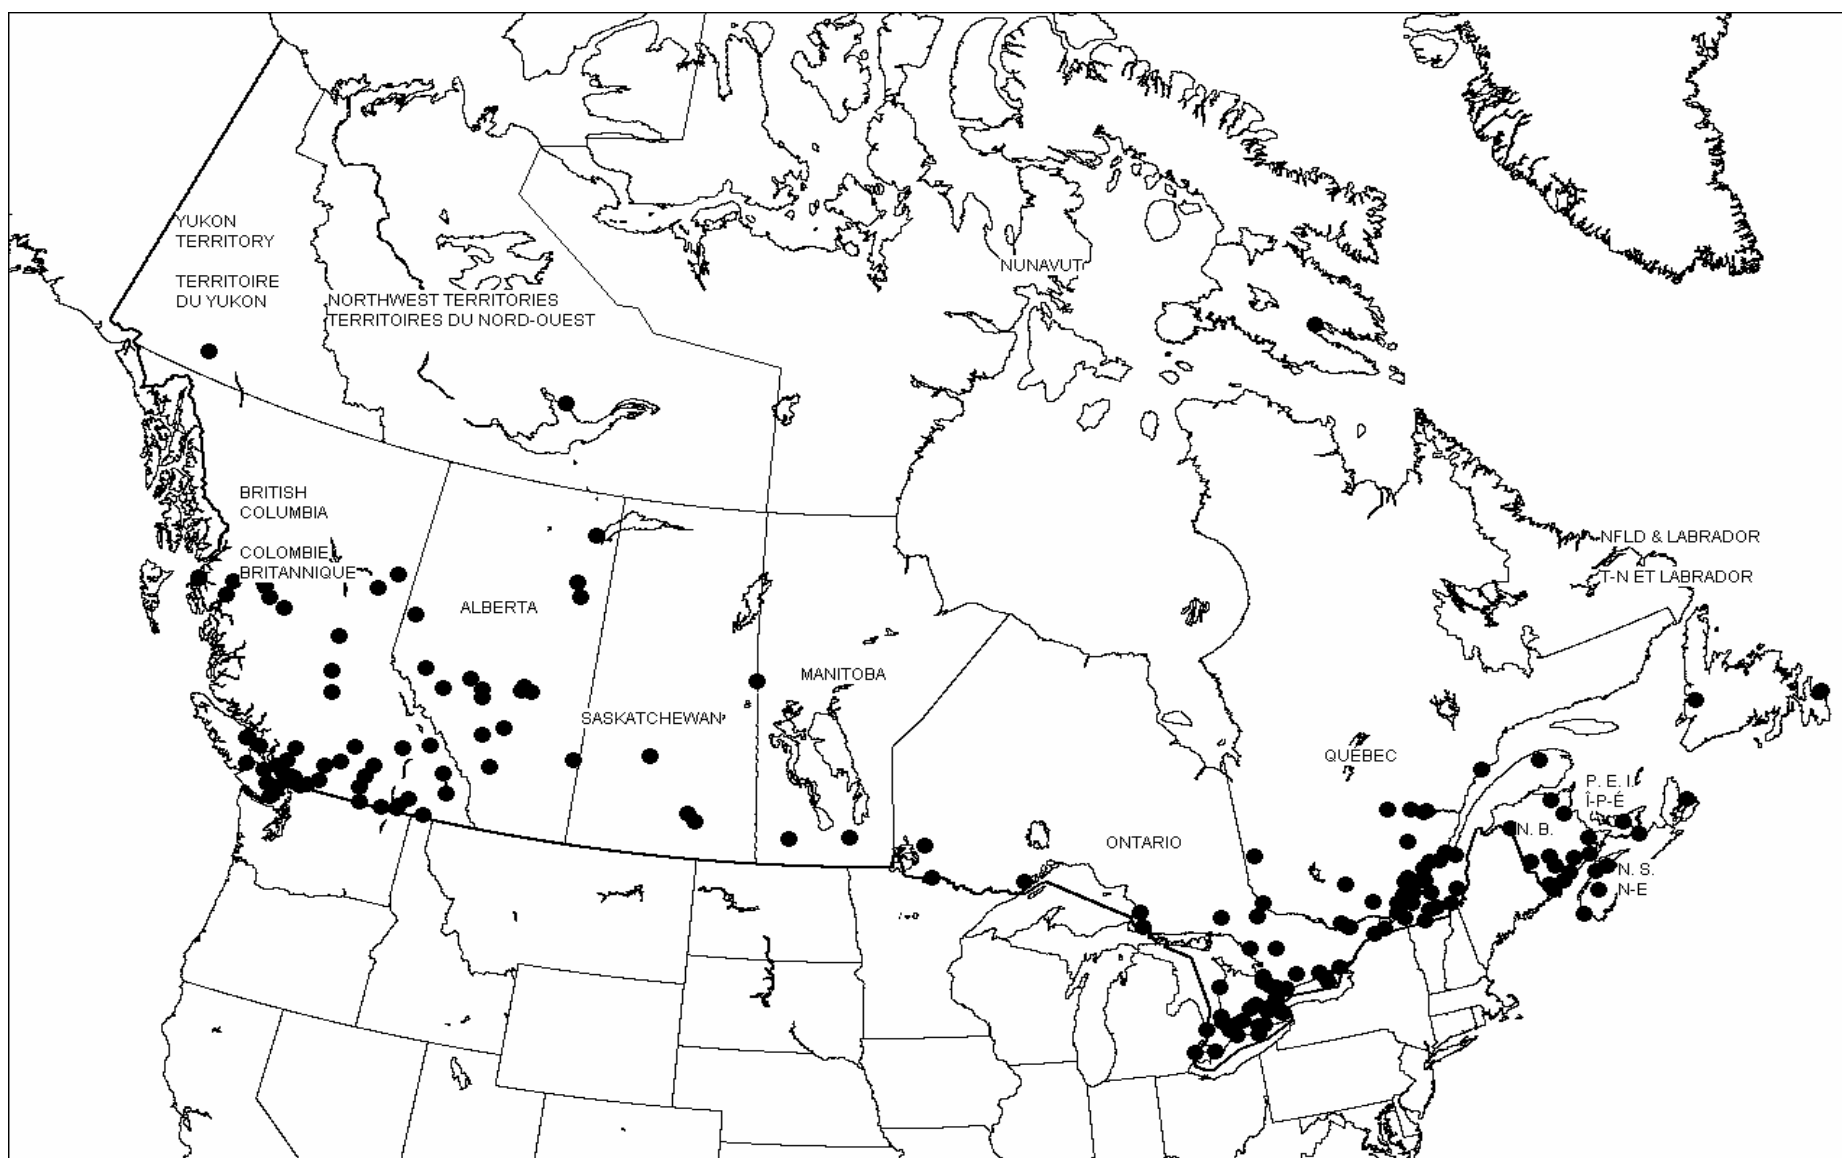 YUKON
TERRITORY
TERRITOIRE
DU YUKON
NORTHWEST TERRITORIES
TERRITOIRES DU NORD-OUEST
NUNAVUT
BRITISH
COLUMBIA
COLOMBIE
BRITANNIQUE
ALBERTA
SASKATCHEWAN
MANITOBA
ONTARIO
QUÉBEC
NFLD & LABRADOR
T-N ET LABRADOR
P. E. I.
Î-P-É
N. B.
N. S.
N-E